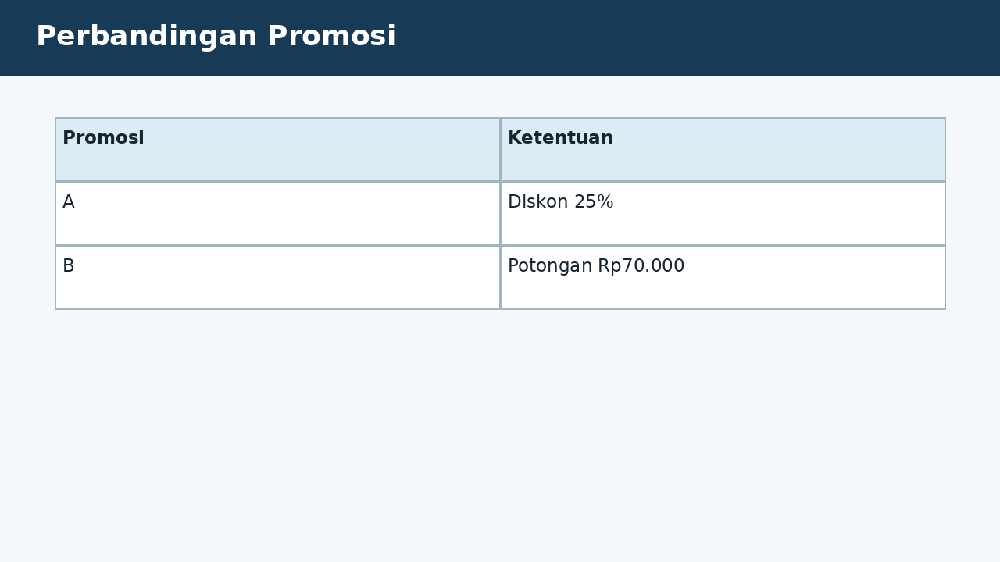 Perbandingan Promosi
Promosi Ketentuan
A Diskon 25%
B Potongan Rp70.000